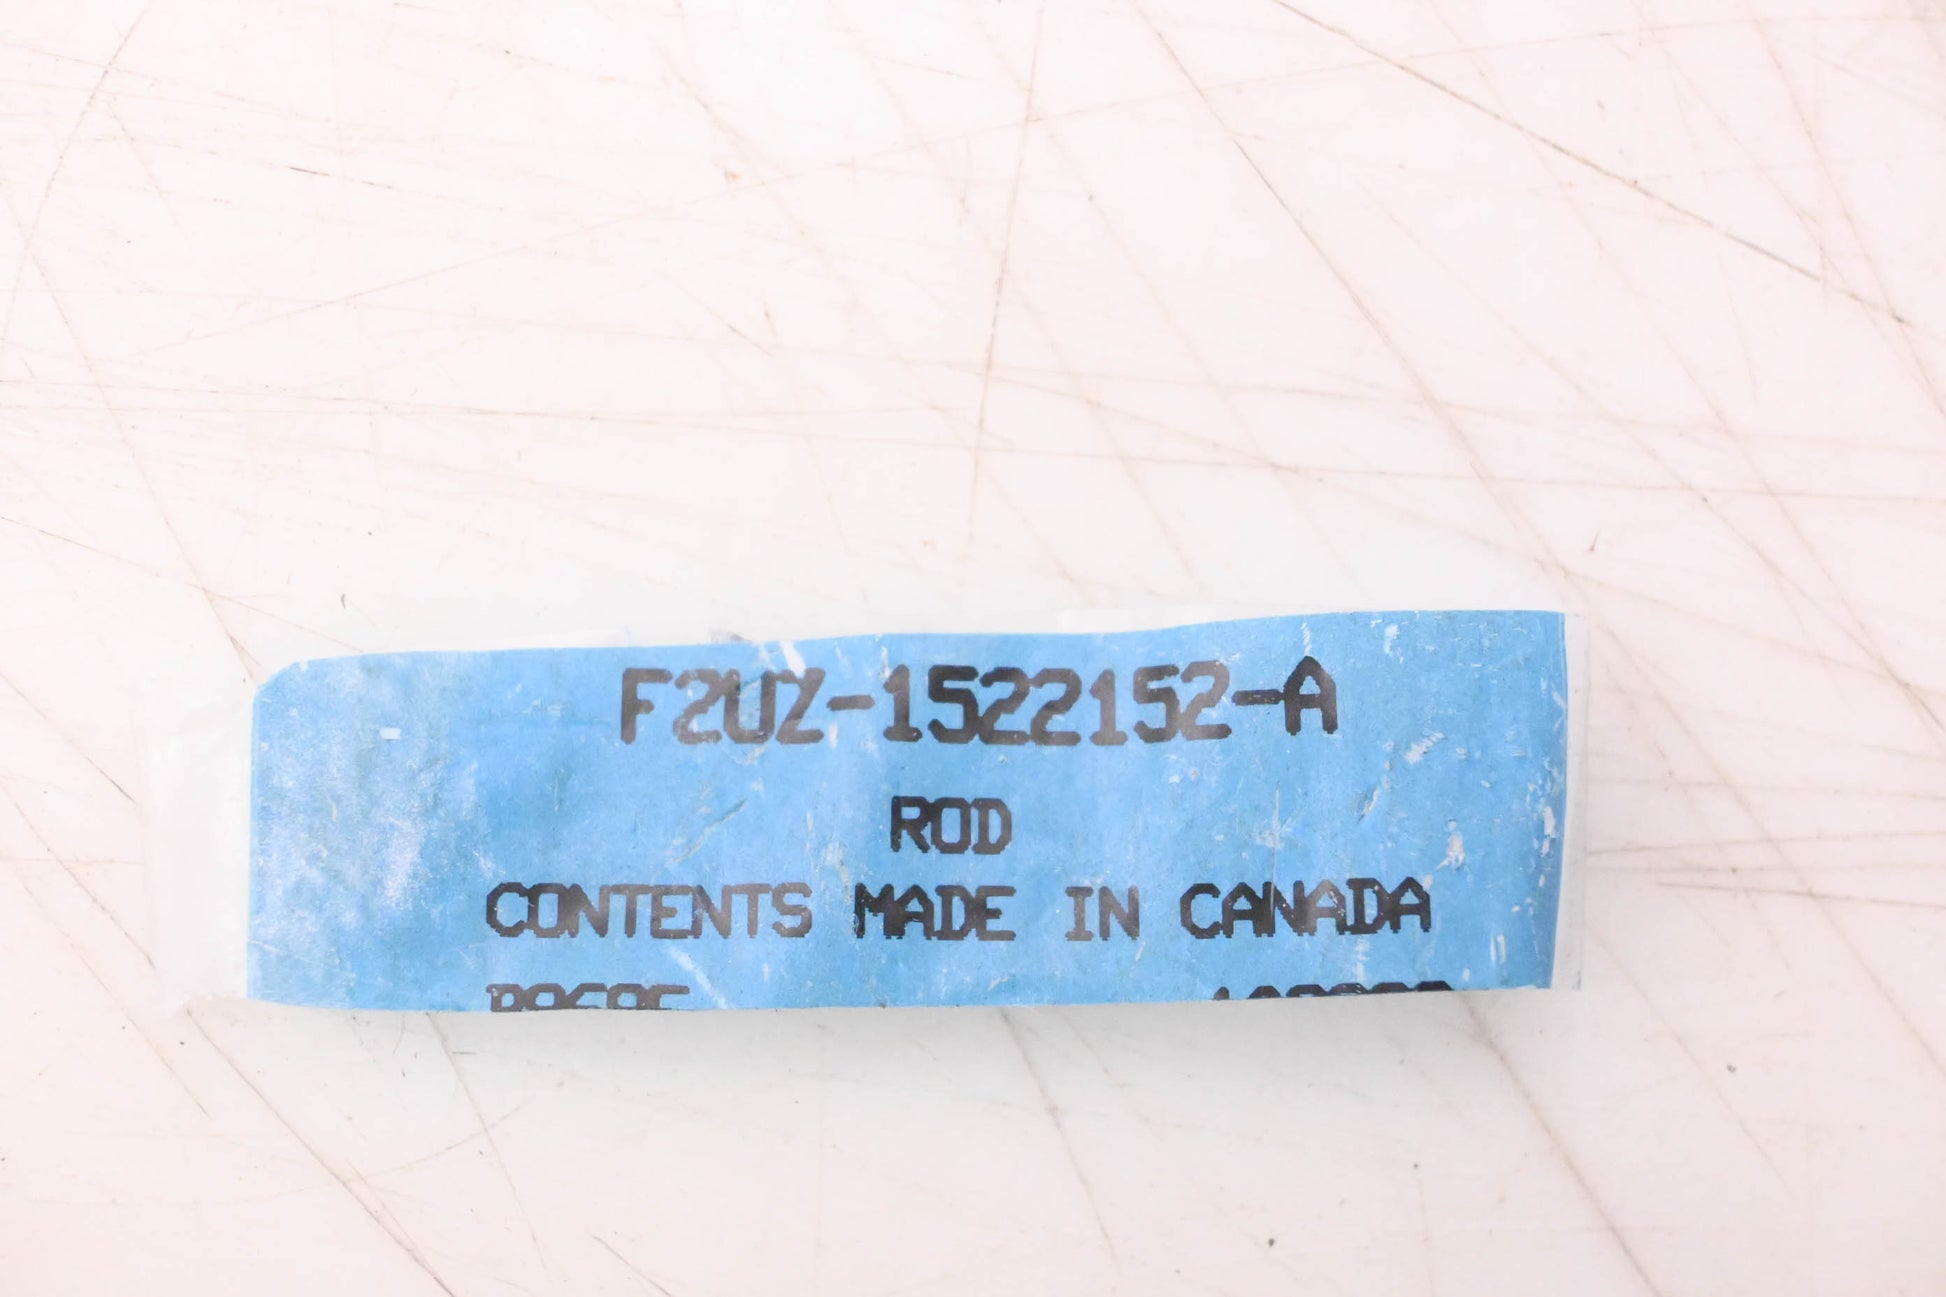 F2UZ-1522152-A
ROD
CONTENTS MADE IN CANADA